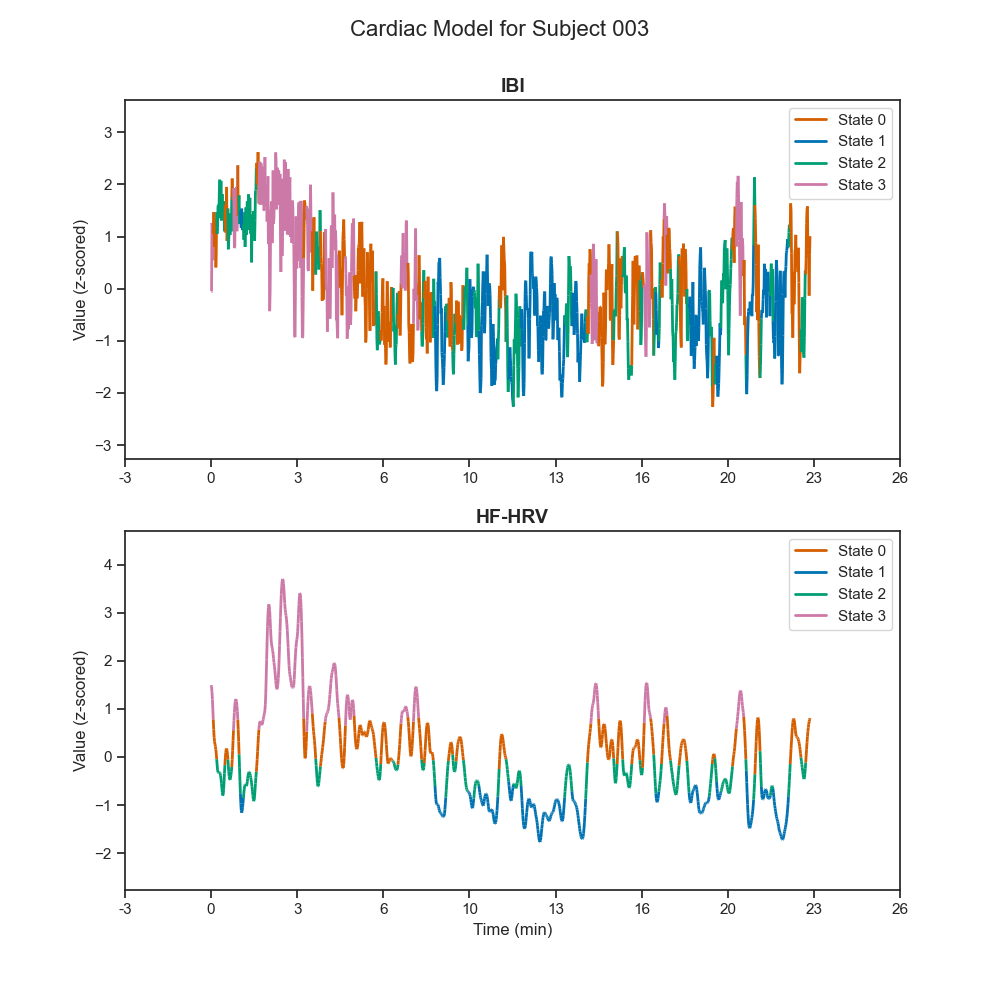 Cardiac Model for Subject 003
IBI
Value (z-scored)
3
2
1
0
−1
−2
−3
State 0
State 1
State 2
State 3
-3 0 3 6 10 13 16 20 23 26
HF-HRV
Value (z-scored)
4
3
2
1
0
−1
−2
State 0
State 1
State 2
State 3
-3 0 3 6 10 13 16 20 23 26
Time (min)